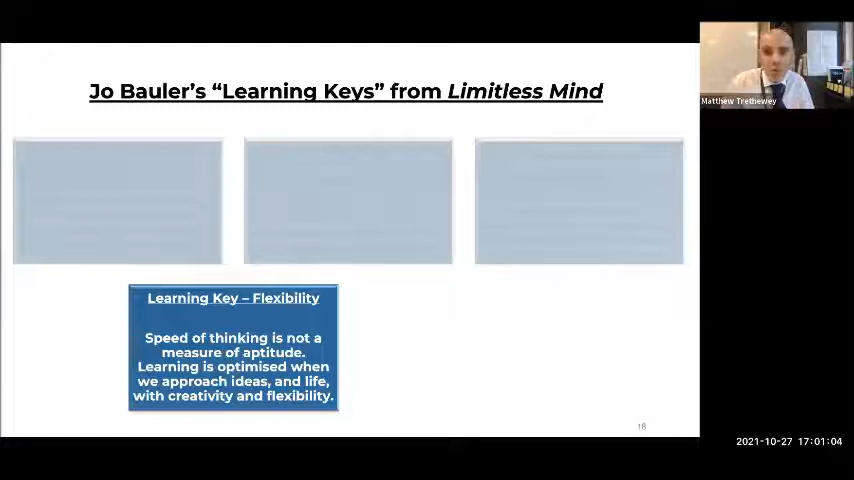 Jo Bauler's “Learning Keys” from Limitless Mind
Matthew Trethewey
Learning Key – Flexibility
Speed of thinking is not a
measure of aptitude.
Learning is optimised when
we approach ideas, and life,
with creativity and flexibility.
18
2021-10-27 17:01:04